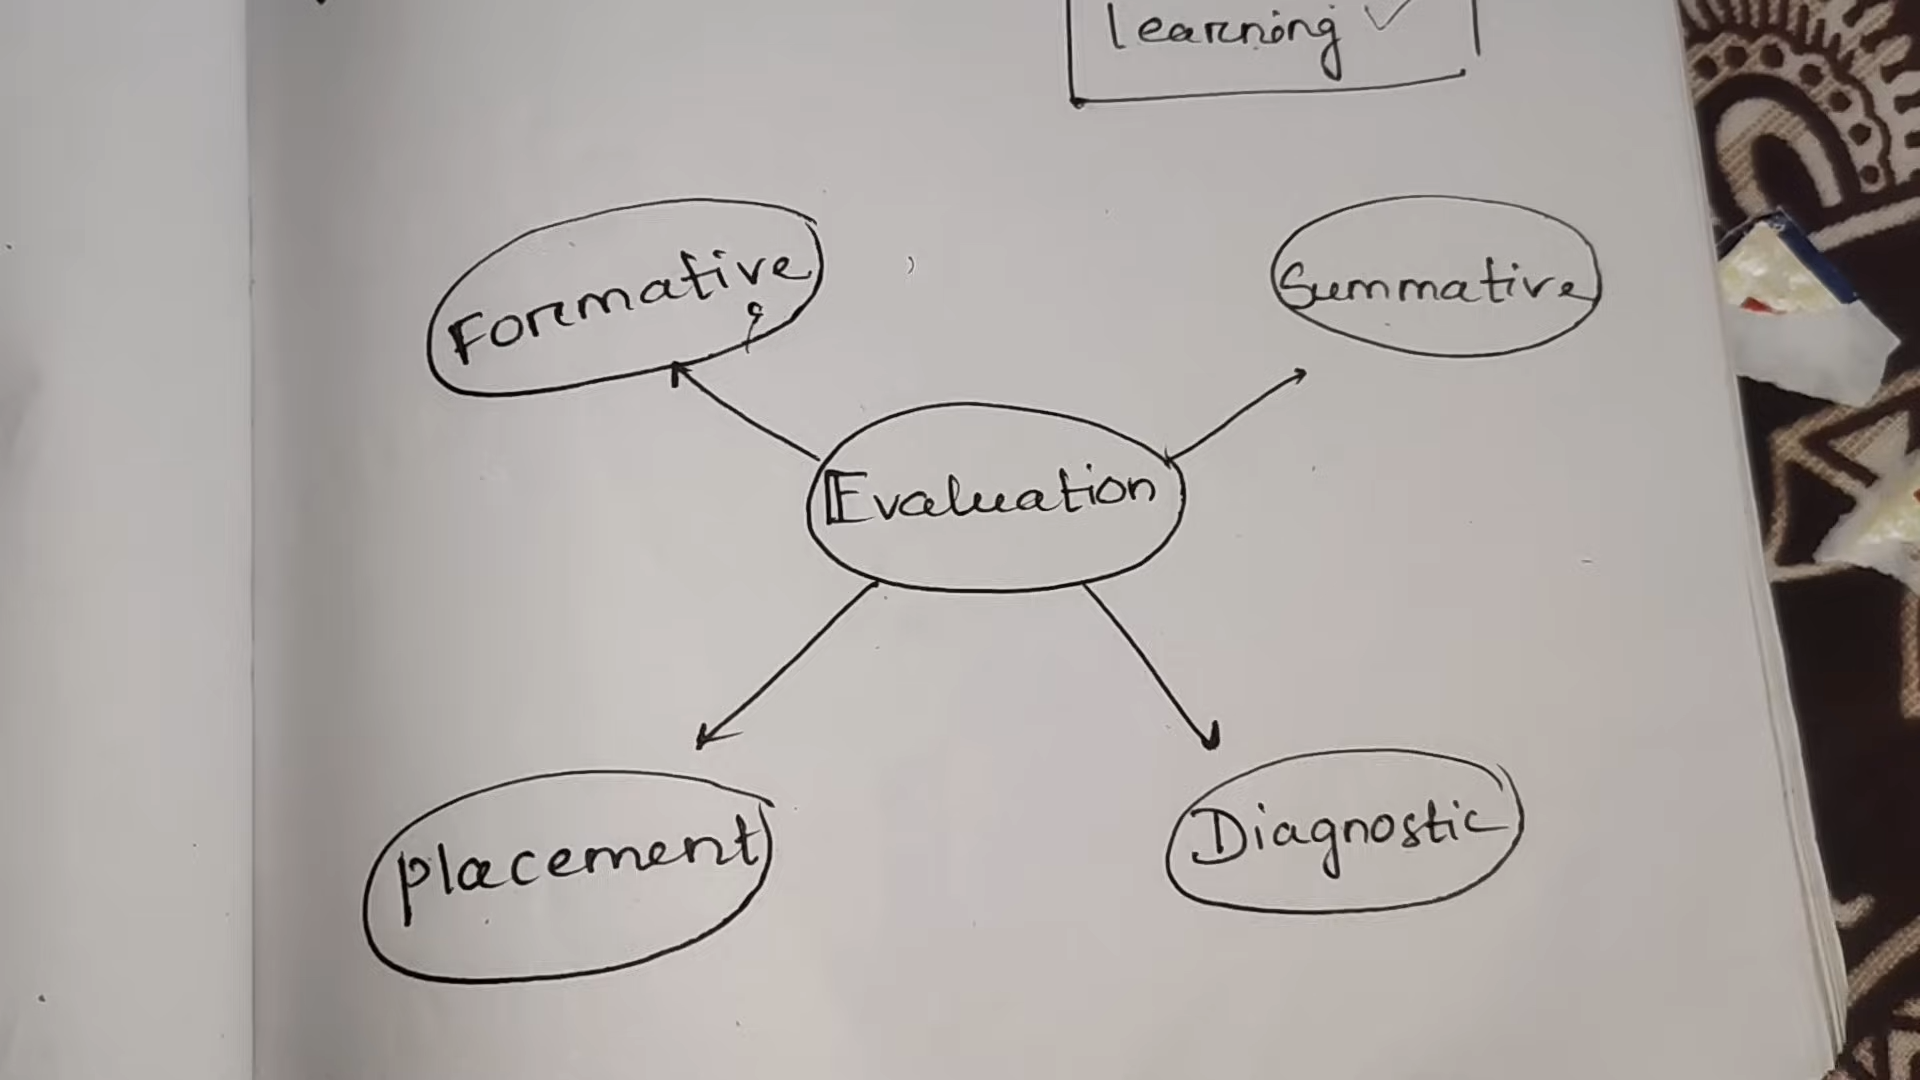 learning ✓
Formative
Summative
Evaluation
placement
Diagnostic